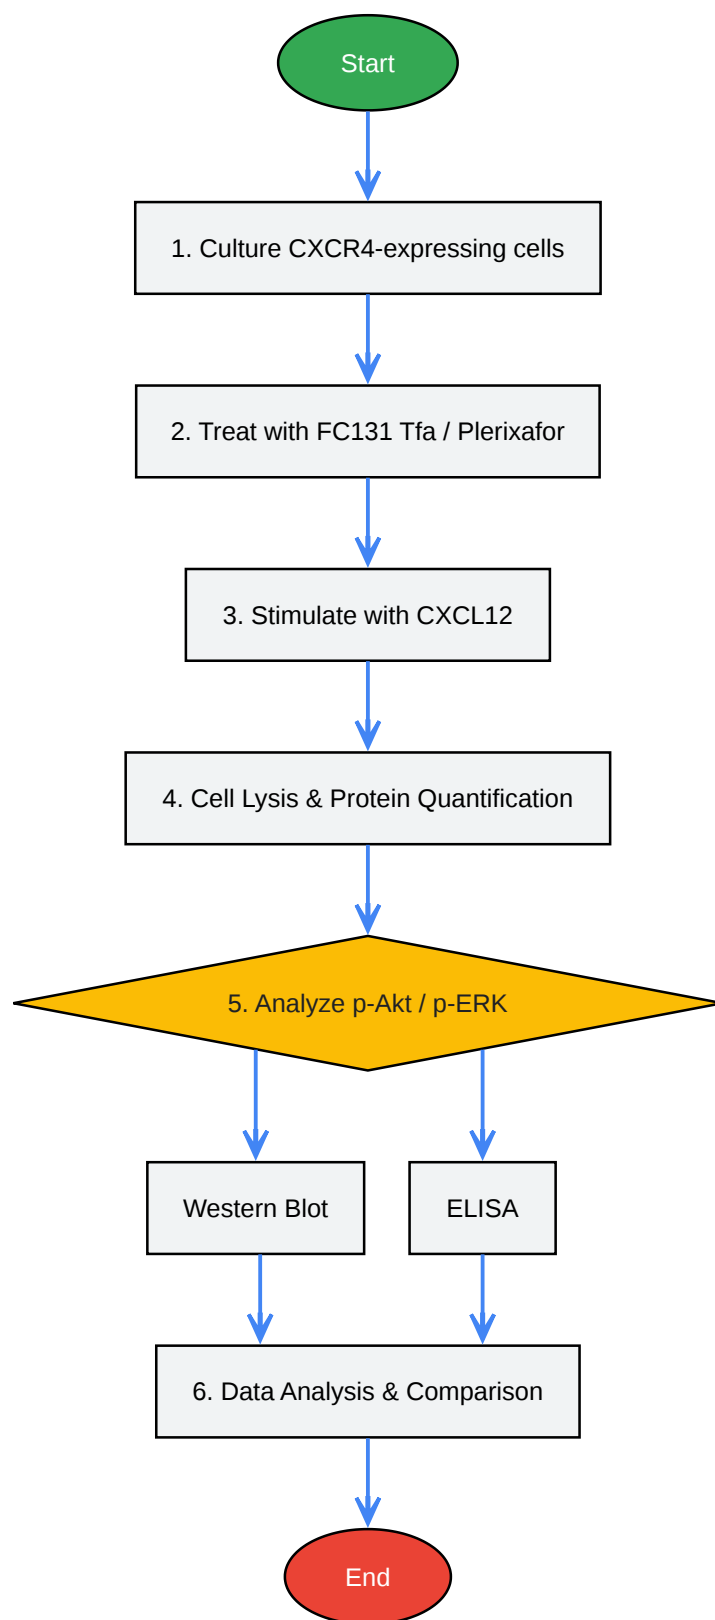 Start
1. Culture CXCR4-expressing cells
2. Treat with FC131 Tfa / Plerixafor
3. Stimulate with CXCL12
4. Cell Lysis & Protein Quantification
5. Analyze p-Akt / p-ERK
Western Blot
ELISA
6. Data Analysis & Comparison
End